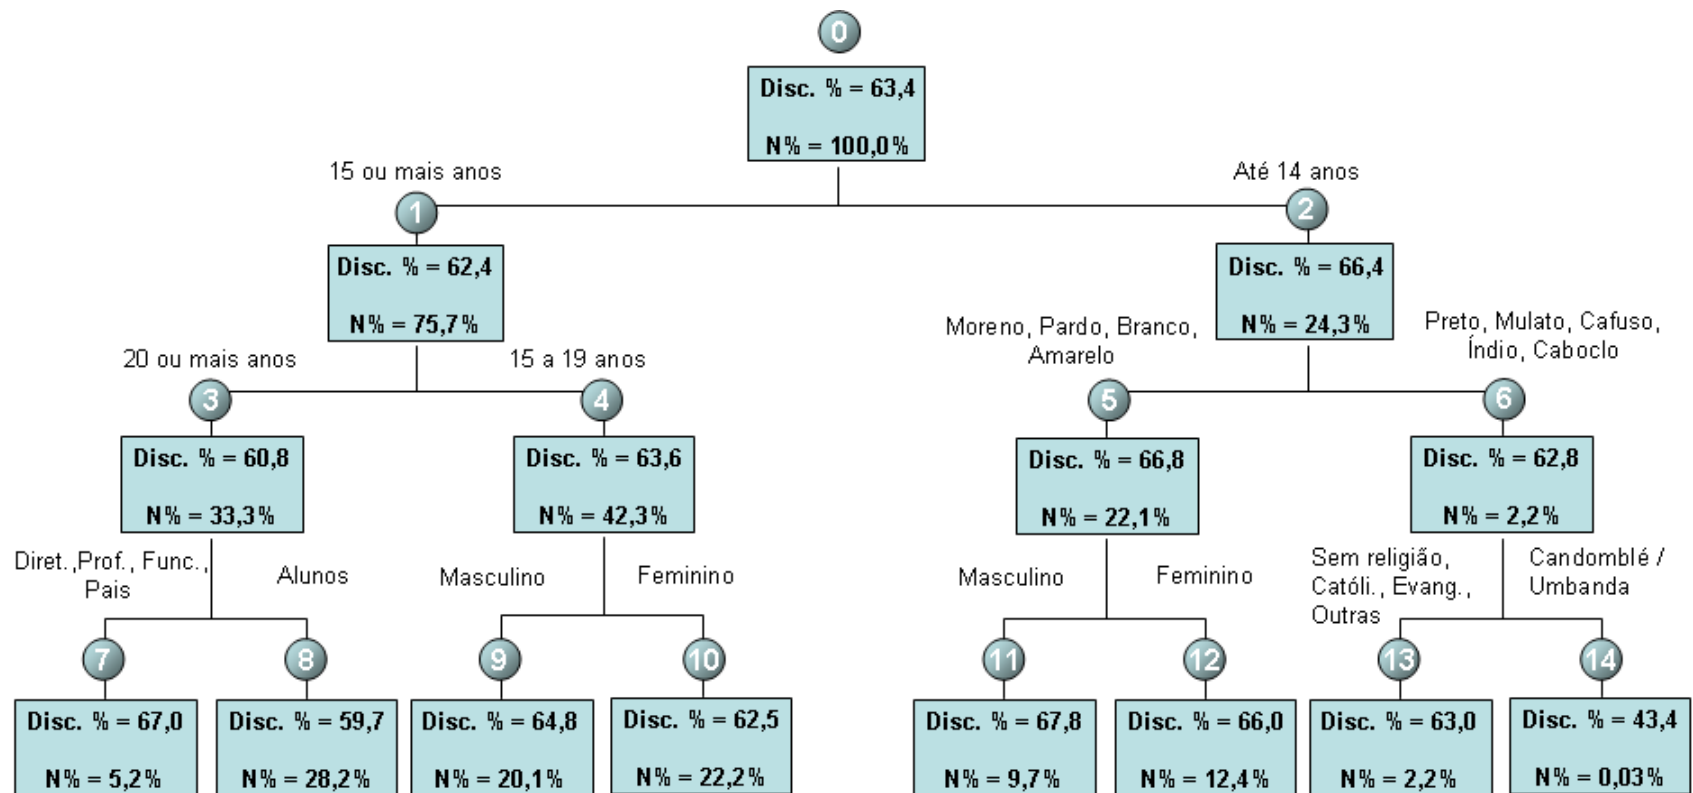 0
Disc. % = 63,4
N% = 100,0%
15 ou mais anos
Até 14 anos
1
2
Disc. % = 62,4
N% = 75,7%
Disc. % = 66,4
N% = 24,3%
20 ou mais anos
15 a 19 anos
Moreno, Pardo, Branco,
Amarelo
Preto, Mulato, Cafuso,
Índio, Caboclo
3
4
5
6
Disc. % = 60,8
N% = 33,3%
Disc. % = 63,6
N% = 42,3%
Disc. % = 66,8
N% = 22,1%
Disc. % = 62,8
N% = 2,2%
Diret.,Prof., Func.,
Pais
Alunos
Masculino
Feminino
Masculino
Feminino
Sem religião,
Católi., Evang.,
Outras
Candomblé /
Umbanda
7
8
9
10
11
12
13
14
Disc. % = 67,0
N% = 5,2%
Disc. % = 59,7
N% = 28,2%
Disc. % = 64,8
N% = 20,1%
Disc. % = 62,5
N% = 22,2%
Disc. % = 67,8
N% = 9,7%
Disc. % = 66,0
N% = 12,4%
Disc. % = 63,0
N% = 2,2%
Disc. % = 43,4
N% = 0,03%